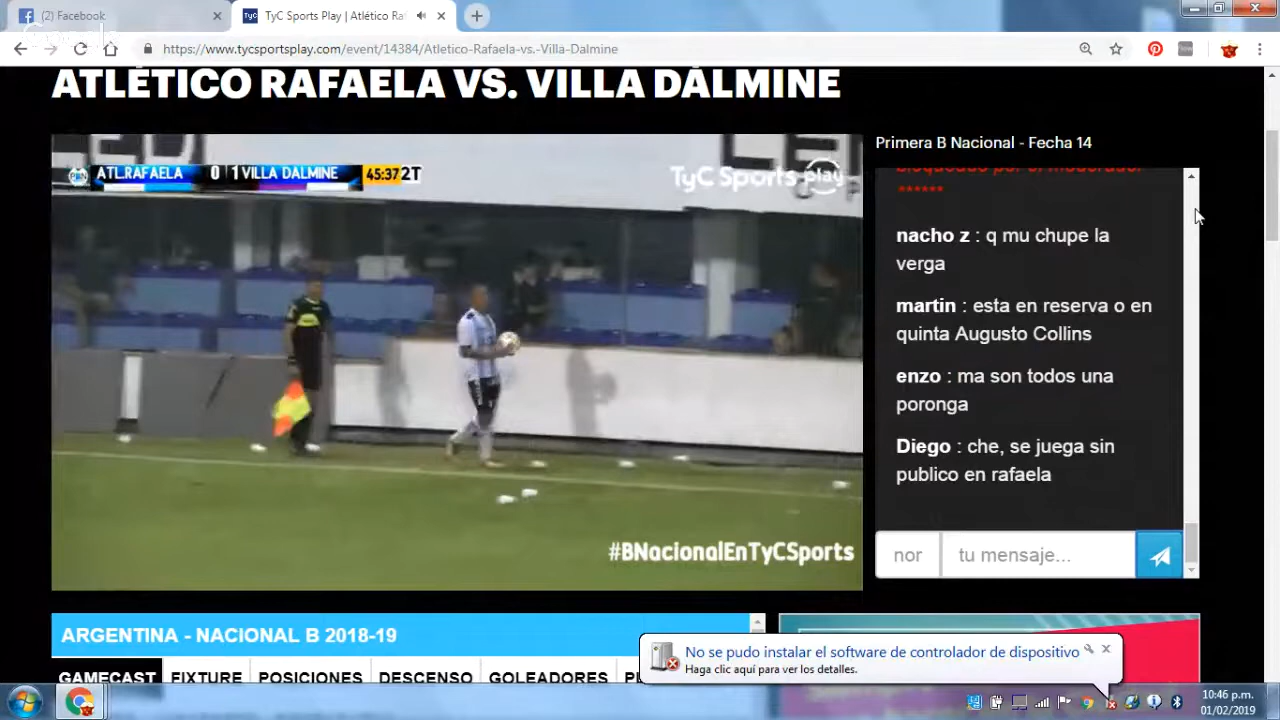 (2) Facebook
TyC Sports Play | Atlético Ra
https://www.tycsportsplay.com/event/14384/Atletico-Rafaela-vs.-Villa-Dalmine
ATLÉTICO RAFAELA VS. VILLA DÁLMINE
ATL.RAFAELA 0 1 VILLA DALMINE 45:37 2T
TyC Sports play
#BNacionalEnTyCSports
Primera B Nacional - Fecha 14
bloqueado por el moderador
******
nacho z : q mu chupe la
verga
martin : esta en reserva o en
quinta Augusto Collins
enzo : ma son todos una
poronga
Diego : che, se juega sin
publico en rafaela
nor
tu mensaje...
ARGENTINA - NACIONAL B 2018-19
GAMECAST FIXTURE POSICIONES DESCENSO GOLEADORES
No se pudo instalar el software de controlador de dispositivo
Haga clic aquí para ver los detalles.
10:46 p.m.
01/02/2019